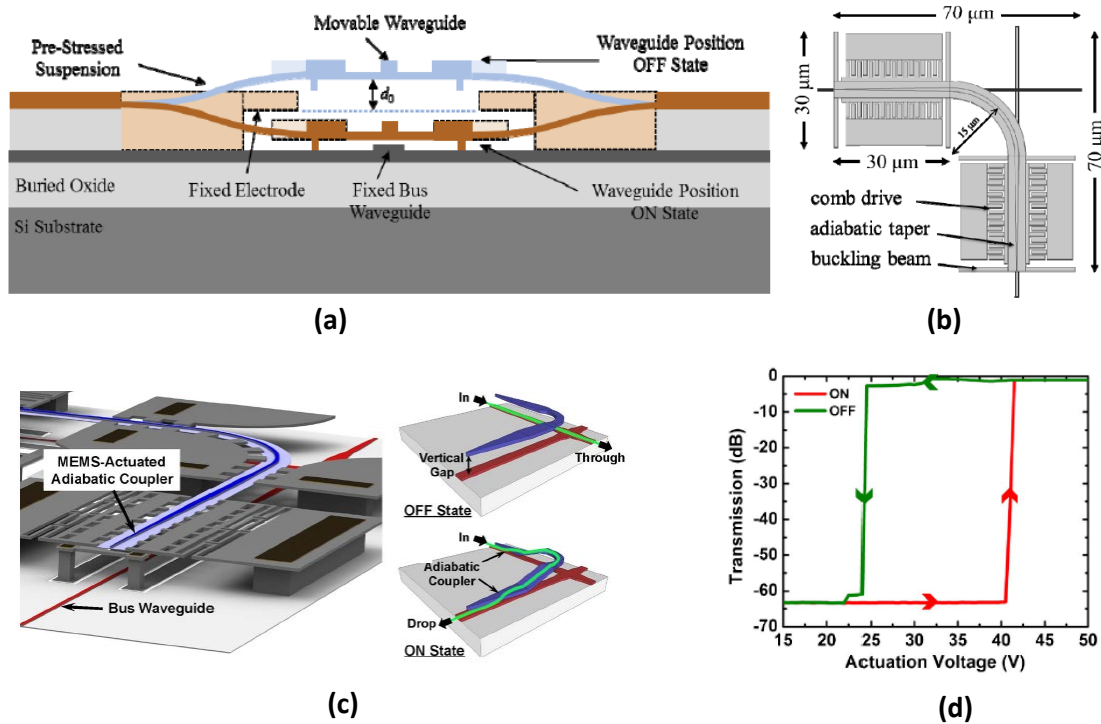 Movable Waveguide
Pre-Stressed
Suspension
Waveguide Position
OFF State
d0
Buried Oxide
Fixed Electrode
Fixed Bus
Waveguide
Waveguide Position
ON State
Si Substrate
(a)
70 μm
30 μm
15 μm
70 μm
30 μm
comb drive
adiabatic taper
buckling beam
(b)
MEMS-Actuated
Adiabatic Coupler
Bus Waveguide
In
Vertical
Gap
Through
OFF State
In
Adiabatic
Coupler
Drop
ON State
(c)
Transmission (dB)
0
-10
-20
-30
-40
-50
-60
-70
ON
OFF
15 20 25 30 35 40 45 50
Actuation Voltage (V)
(d)